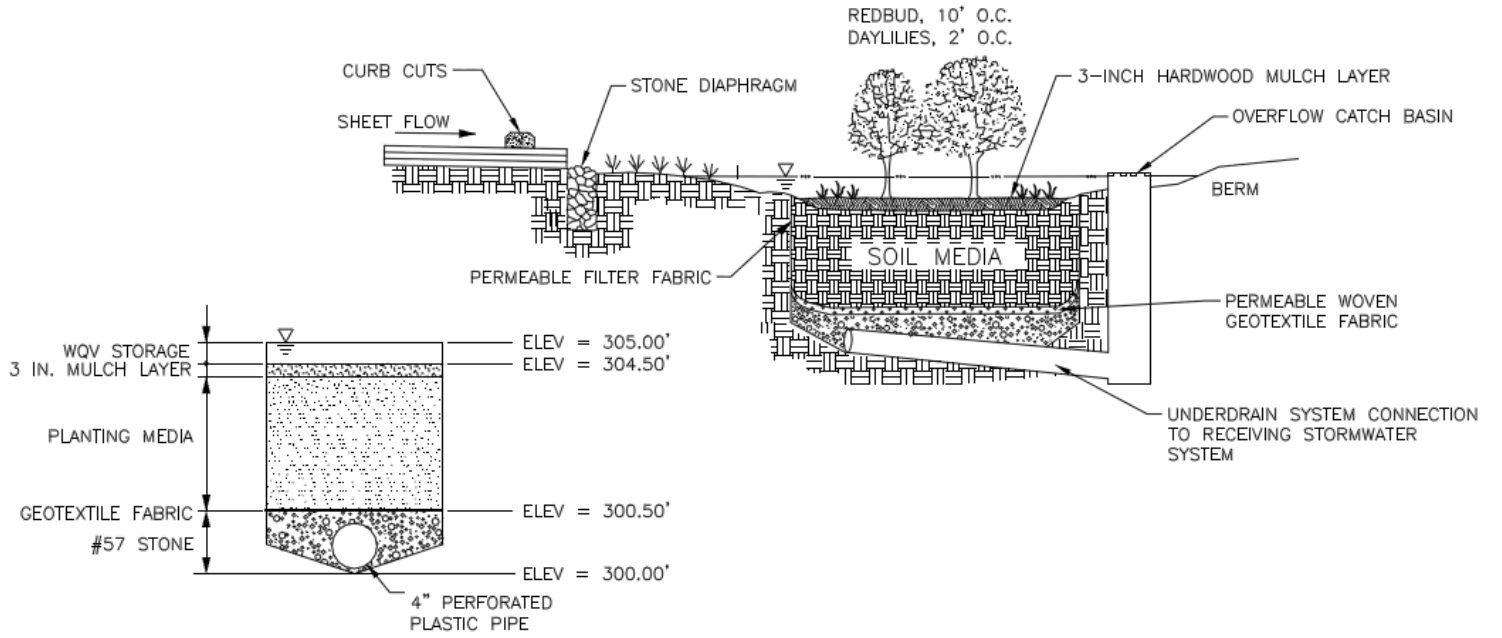 REDBUD, 10' O.C.
DAYLILIES, 2' O.C.
CURB CUTS
STONE DIAPHRAGM
3-INCH HARDWOOD MULCH LAYER
SHEET FLOW
OVERFLOW CATCH BASIN
BERM
SOIL MEDIA
PERMEABLE FILTER FABRIC
PERMEABLE WOVEN
GEOTEXTILE FABRIC
UNDERDRAIN SYSTEM CONNECTION
TO RECEIVING STORMWATER
SYSTEM
WQV STORAGE
3 IN. MULCH LAYER
PLANTING MEDIA
GEOTEXTILE FABRIC
#57 STONE
ELEV = 305.00'
ELEV = 304.50'
ELEV = 300.50'
ELEV = 300.00'
4" PERFORATED
PLASTIC PIPE